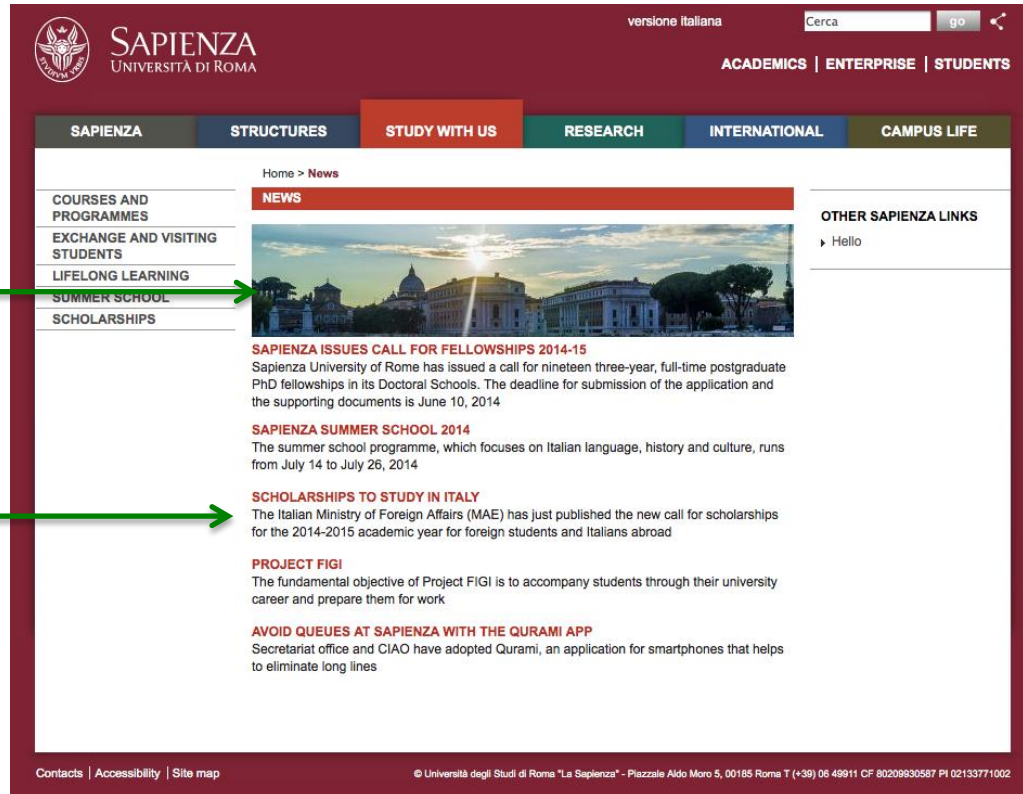 versione italiana
Cerca
go
SAPIENZA
UNIVERSITÀ DI ROMA
STUDIVM VRBIS
ACADEMICS | ENTERPRISE | STUDENTS
SAPIENZA
STRUCTURES
STUDY WITH US
RESEARCH
INTERNATIONAL
CAMPUS LIFE
Home > News
COURSES AND
PROGRAMMES
EXCHANGE AND VISITING
STUDENTS
LIFELONG LEARNING
SUMMER SCHOOL
SCHOLARSHIPS
NEWS
SAPIENZA ISSUES CALL FOR FELLOWSHIPS 2014-15
Sapienza University of Rome has issued a call for nineteen three-year, full-time postgraduate
PhD fellowships in its Doctoral Schools. The deadline for submission of the application and
the supporting documents is June 10, 2014
SAPIENZA SUMMER SCHOOL 2014
The summer school programme, which focuses on Italian language, history and culture, runs
from July 14 to July 26, 2014
SCHOLARSHIPS TO STUDY IN ITALY
The Italian Ministry of Foreign Affairs (MAE) has just published the new call for scholarships
for the 2014-2015 academic year for foreign students and Italians abroad
PROJECT FIGI
The fundamental objective of Project FIGI is to accompany students through their university
career and prepare them for work
AVOID QUEUES AT SAPIENZA WITH THE QURAMI APP
Secretariat office and CIAO have adopted Qurami, an application for smartphones that helps
to eliminate long lines
OTHER SAPIENZA LINKS
Hello
Contacts | Accessibility | Site map
© Università degli Studi di Roma "La Sapienza" - Piazzale Aldo Moro 5, 00185 Roma T (+39) 06 49911 CF 80209930587 PI 02133771002